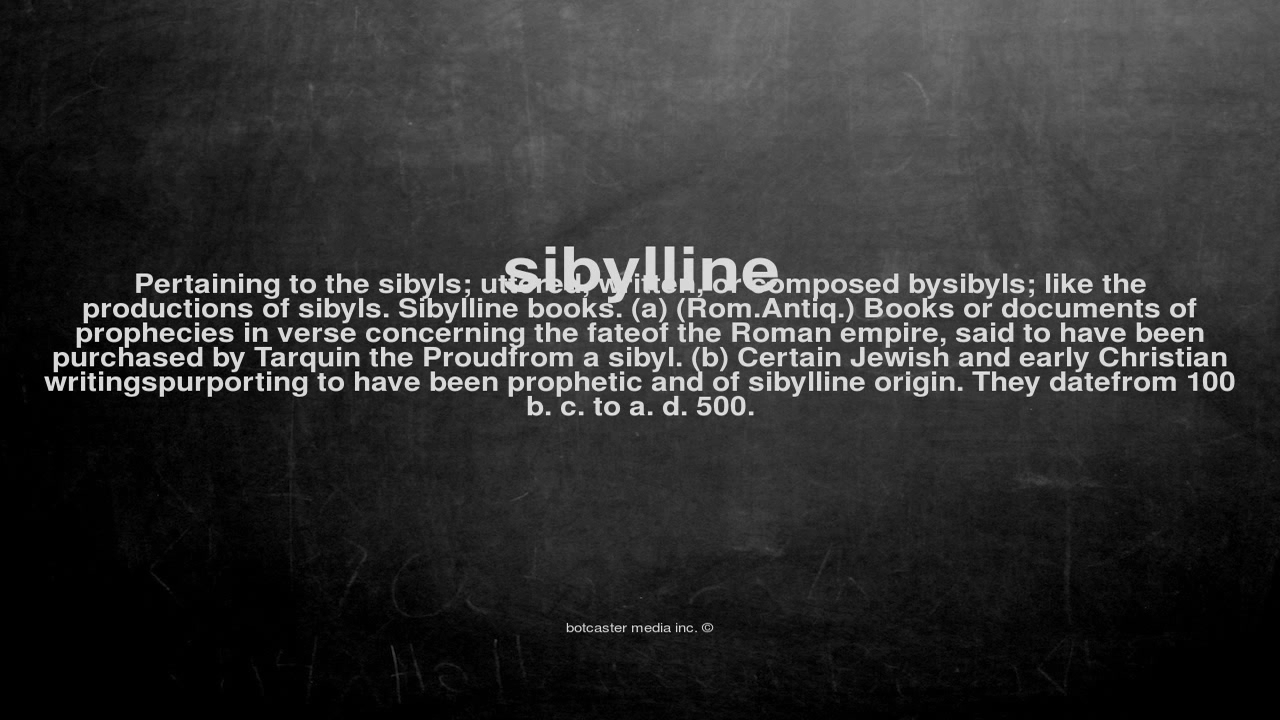 sibylline
Pertaining to the sibyls; uttered, written, or composed bysibyls; like the
productions of sibyls. Sibylline books. (a) (Rom.Antiq.) Books or documents of
prophecies in verse concerning the fateof the Roman empire, said to have been
purchased by Tarquin the Proudfrom a sibyl. (b) Certain Jewish and early Christian
writingspurporting to have been prophetic and of sibylline origin. They datefrom 100
b. c. to a. d. 500.
botcaster media inc. ©